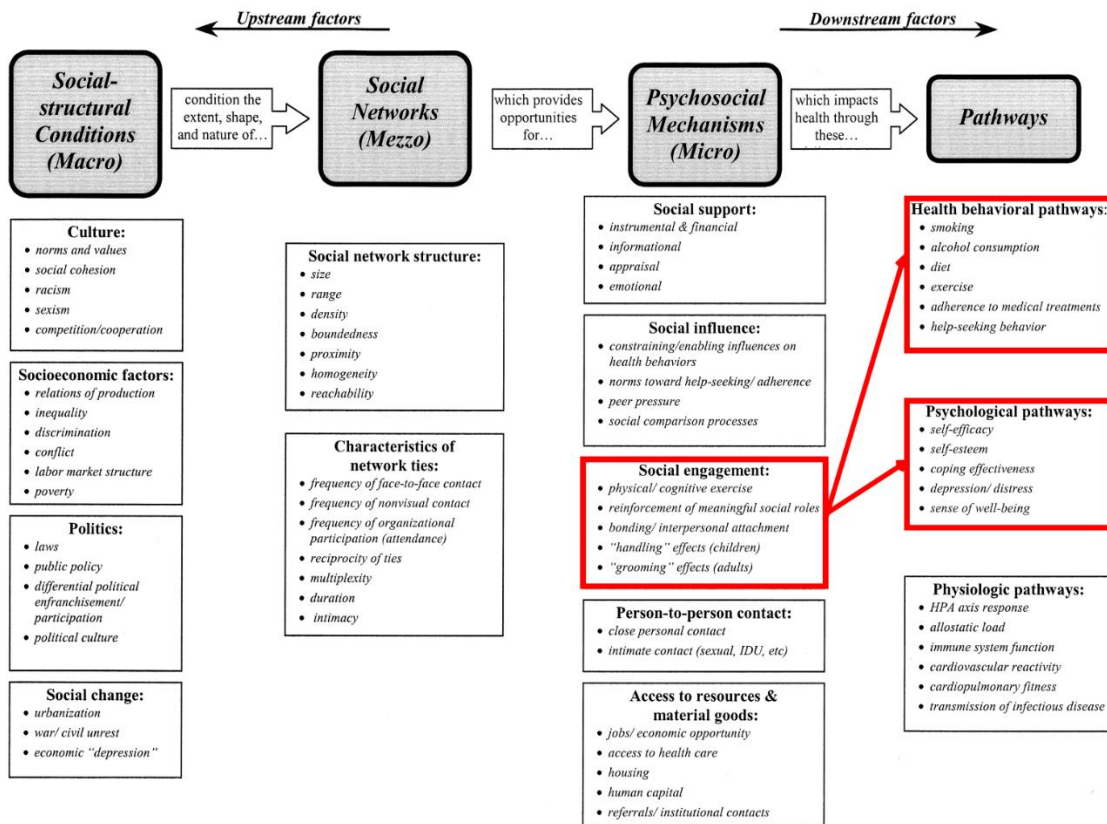 Upstream factors
Downstream factors
Social-
structural
Conditions
(Macro)
condition the
extent, shape,
and nature of…
Social
Networks
(Mezzo)
which provides
opportunities
for…
Psychosocial
Mechanisms
(Micro)
which impacts
health through
these…
Pathways
Culture:
• norms and values
• social cohesion
• racism
• sexism
• competition/cooperation
Socioeconomic factors:
• relations of production
• inequality
• discrimination
• conflict
• labor market structure
• poverty
Politics:
• laws
• public policy
• differential political
enfranchisement/
participation
• political culture
Social change:
• urbanization
• war/ civil unrest
• economic “depression”
Social network structure:
• size
• range
• density
• boundedness
• proximity
• homogeneity
• reachability
Characteristics of
network ties:
• frequency of face-to-face contact
• frequency of nonvisual contact
• frequency of organizational
participation (attendance)
• reciprocity of ties
• multiplexity
• duration
• intimacy
Social support:
• instrumental & financial
• informational
• appraisal
• emotional
Social influence:
• constraining/enabling influences on
health behaviors
• norms toward help-seeking/ adherence
• peer pressure
• social comparison processes
Social engagement:
• physical/ cognitive exercise
• reinforcement of meaningful social roles
• bonding/ interpersonal attachment
• “handling” effects (children)
• “grooming” effects (adults)
Person-to-person contact:
• close personal contact
• intimate contact (sexual, IDU, etc)
Access to resources &
material goods:
• jobs/ economic opportunity
• access to health care
• housing
• human capital
• referrals/ institutional contacts
Health behavioral pathways:
• smoking
• alcohol consumption
• diet
• exercise
• adherence to medical treatments
• help-seeking behavior
Psychological pathways:
• self-efficacy
• self-esteem
• coping effectiveness
• depression/ distress
• sense of well-being
Physiologic pathways:
• HPA axis response
• allostatic load
• immune system function
• cardiovascular reactivity
• cardiopulmonary fitness
• transmission of infectious disease